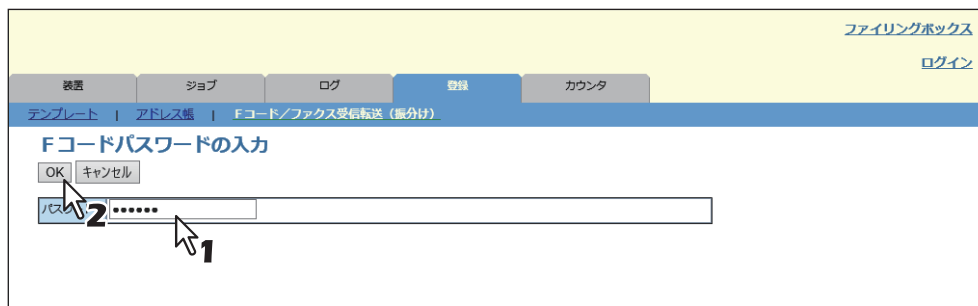 ファイリングボックス
ログイン
装置 ジョブ ログ 登録 カウンタ
テンプレート | アドレス帳 | Fコード／ファクス受信転送（振分け）
Fコードパスワードの入力
OK キャンセル
パスワ ••••••
2
1